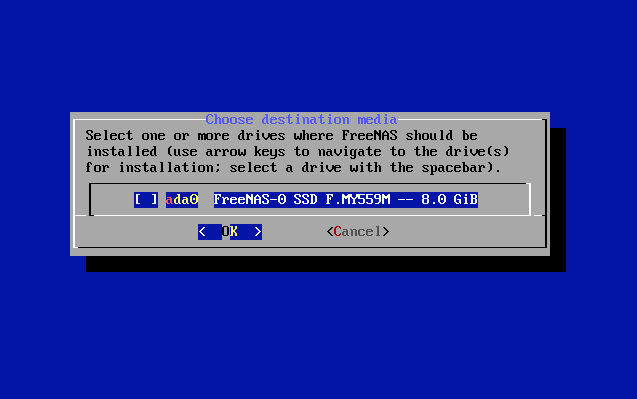 Choose destination media
Select one or more drives where FreeNAS should be
installed (use arrow keys to navigate to the drive(s)
for installation; select a drive with the spacebar).
[ ] ada0 FreeNAS-0 SSD F.MY559M -- 8.0 GiB
< OK > <Cancel>